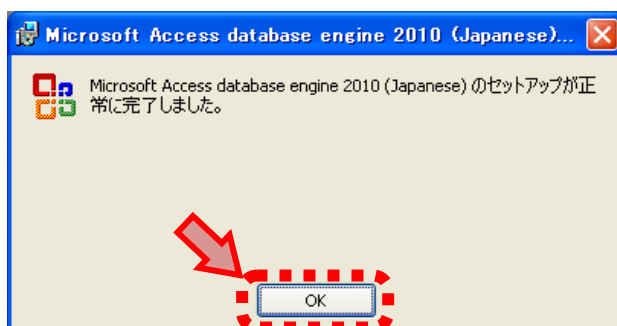 Microsoft Access database engine 2010 (Japanese)...
Microsoft Access database engine 2010 (Japanese) のセットアップが正
常に完了しました。
OK